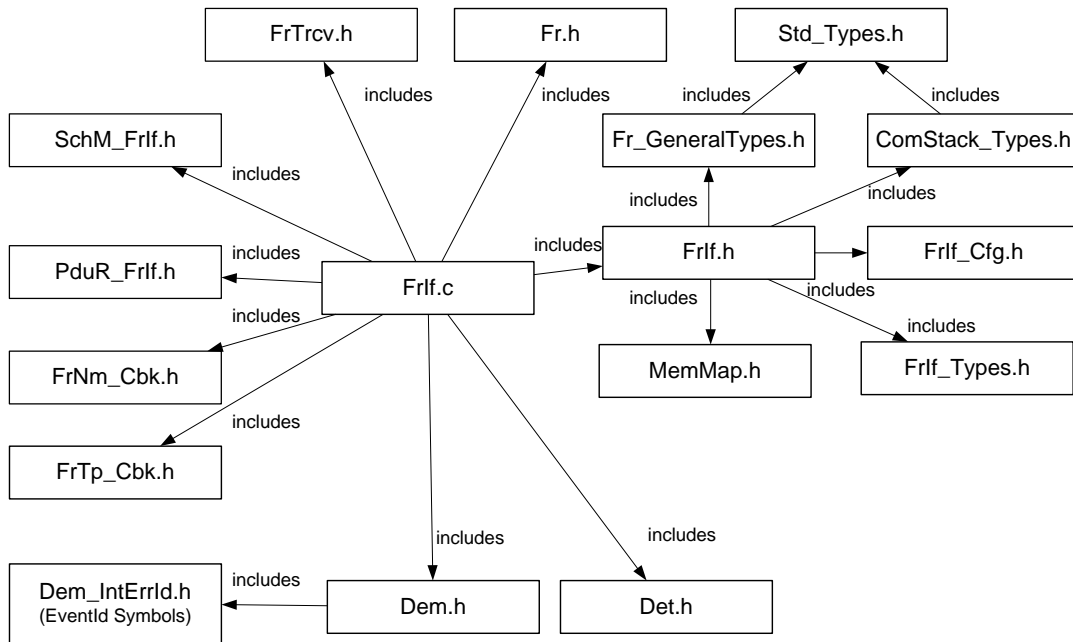 FrTrcv.h
Fr.h
Std_Types.h
includes
includes
includes
includes
SchM_FrIf.h
Fr_GeneralTypes.h
ComStack_Types.h
includes
includes
includes
PduR_FrIf.h
includes
includes
FrIf.c
FrIf.h
FrIf_Cfg.h
includes
includes
includes
includes
FrNm_Cbk.h
MemMap.h
FrIf_Types.h
includes
FrTp_Cbk.h
includes
includes
Dem_IntErrId.h
(EventId Symbols)
includes
Dem.h
Det.h